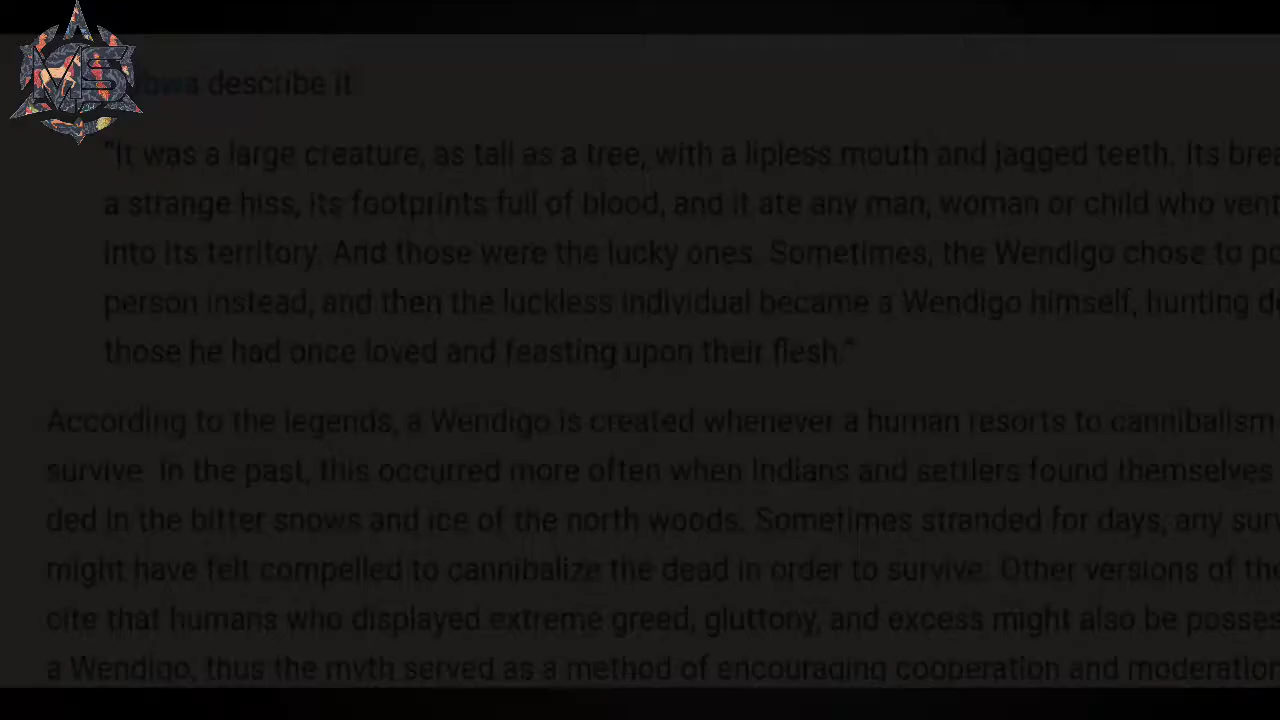 MS
describe it
"It was a large creature, as tall as a tree, with a lipless mouth and jagged teeth. Its
a strange hiss, its footprints full of blood, and it ate any man, woman or child who
into its territory. And those were the lucky ones. Sometimes, the Wendigo chose to
person instead, and then the luckless individual became a Wendigo himself, hunting
those he had once loved and feasting upon their flesh."
According to the legends, a Wendigo is created whenever a human resorts to cannibalism
survive. In the past, this occurred more often when Indians and settlers found themselves
ded in the bitter snows and ice of the north woods. Sometimes stranded for days, any
might have felt compelled to cannibalize the dead in order to survive. Other versions of
cite that humans who displayed extreme greed, gluttony, and excess might also be
a Wendigo, thus the myth served as a method of encouraging cooperation and moderation